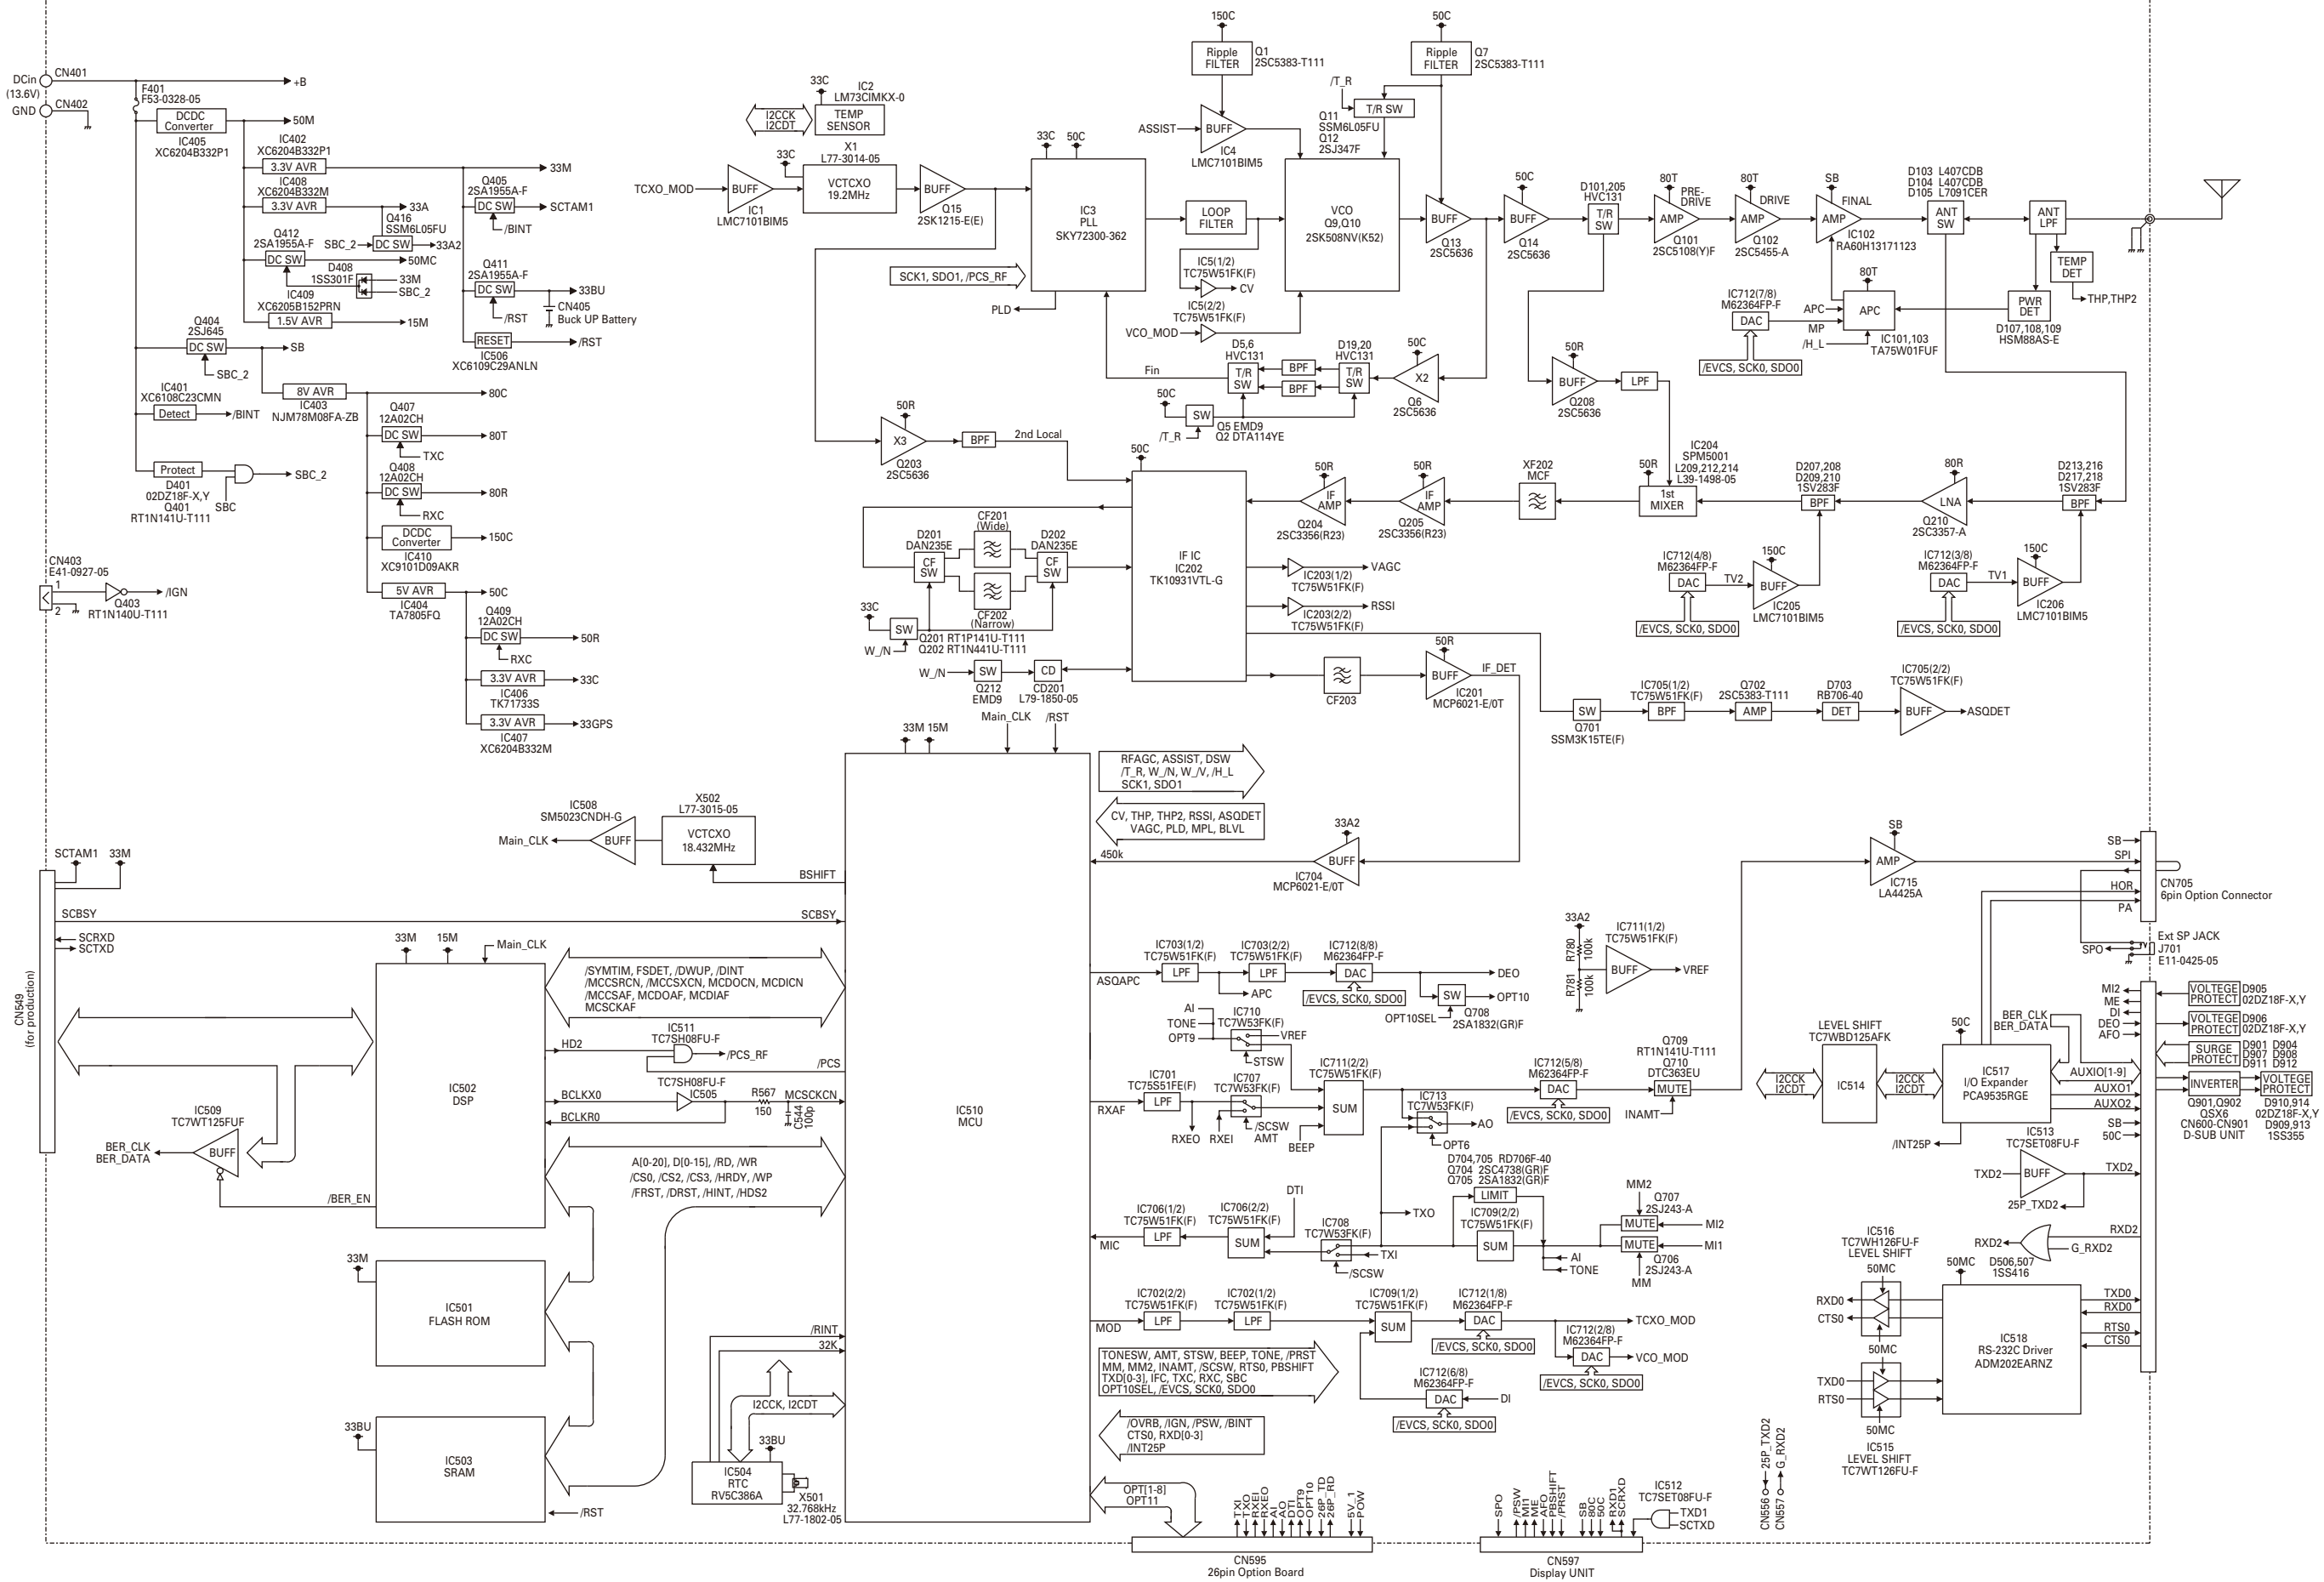 DCin
(13.6V)
GND
CN401
CN402
F401
F53-0328-05
+B
DCDC
Converter
IC405
XC6204B332P1
50M
IC402
XC6204B332P1
3.3V AVR
33M
IC408
XC6204B332M
3.3V AVR
33A
Q416
SSM6L05FU
SBC_2
DC SW
33A2
Q412
2SA1955A-F
DC SW
50MC
D408
1SS301F
33M
SBC_2
IC409
XC6205B152PRN
1.5V AVR
15M
Q405
2SA1955A-F
DC SW
SCTAM1
/BINT
Q411
2SA1955A-F
DC SW
33BU
/RST
CN405
Buck UP Battery
RESET
/RST
IC506
XC6109C29ANLN
Q404
2SJ645
DC SW
SB
SBC_2
IC401
XC6108C23CMN
Detect
/BINT
8V AVR
IC403
NJM78M08FA-ZB
80C
Q407
12A02CH
DC SW
80T
TXC
Q408
12A02CH
DC SW
80R
RXC
Protect
D401
02DZ18F-X,Y
Q401
RT1N141U-T111
SBC
SBC_2
DCDC
Converter
IC410
XC9101D09AKR
150C
CN403
E41-0927-05
1
2
Q403
RT1N140U-T111
/IGN
5V AVR
IC404
TA7805FQ
50C
Q409
12A02CH
DC SW
50R
RXC
3.3V AVR
IC406
TK71733S
33C
3.3V AVR
IC407
XC6204B332M
33GPS
I2CCK
I2CDT
33C
IC2
LM73CIMKX-0
TEMP
SENSOR
TCXO_MOD
BUFF
IC1
LMC7101BIM5
33C
X1
L77-3014-05
VCTCXO
19.2MHz
BUFF
Q15
2SK1215-E(E)
33C
50C
IC3
PLL
SKY72300-362
SCK1, SDO1, /PCS_RF
PLD
LOOP
FILTER
150C
Ripple
FILTER
Q1
2SC5383-T111
ASSIST
BUFF
IC4
LMC7101BIM5
50C
Ripple
FILTER
Q7
2SC5383-T111
/T_R
T/R SW
Q11
SSM6L05FU
Q12
2SJ347F
VCO
Q9,Q10
2SK508NV(K52)
IC5(1/2)
TC75W51FK(F)
CV
IC5(2/2)
TC75W51FK(F)
VCO_MOD
BUFF
Q13
2SC5636
50C
BUFF
Q14
2SC5636
D101,205
HVC131
T/R
SW
80T
PRE-
DRIVE
AMP
Q101
2SC5108(Y)F
80T
DRIVE
AMP
Q102
2SC5455-A
SB
FINAL
AMP
IC102
RA60H13171123
D103 L407CDB
D104 L407CDB
D105 L7091CER
ANT
SW
ANT
LPF
TEMP
DET
THP,THP2
PWR
DET
D107,108,109
HSM88AS-E
80T
APC
IC101,103
TA75W01FUF
APC
MP
/H_L
IC712(7/8)
M62364FP-F
DAC
/EVCS, SCK0, SDO0
Fin
D5,6
HVC131
T/R
SW
BPF
BPF
D19,20
HVC131
T/R
SW
50C
X2
Q6
2SC5636
50C
SW
/T_R
Q5 EMD9
Q2 DTA114YE
50R
BUFF
Q208
2SC5636
LPF
50R
X3
Q203
2SC5636
BPF
2nd Local
50C
IF IC
IC202
TK10931VTL-G
50R
IF
AMP
Q204
2SC3356(R23)
50R
IF
AMP
Q205
2SC3356(R23)
XF202
MCF
50R
IC204
SPM5001
L209,212,214
L39-1498-05
1st
MIXER
D207,208
D209,210
1SV283F
BPF
80R
LNA
Q210
2SC3357-A
D213,216
D217,218
1SV283F
BPF
IC712(4/8)
M62364FP-F
DAC
TV2
150C
BUFF
IC205
LMC7101BIM5
/EVCS, SCK0, SDO0
IC712(3/8)
M62364FP-F
DAC
TV1
150C
BUFF
IC206
LMC7101BIM5
/EVCS, SCK0, SDO0
CF201
(Wide)
D201
DAN235E
CF
SW
D202
DAN235E
CF
SW
CF202
(Narrow)
33C
SW
W_/N
Q201 RT1P141U-T111
Q202 RT1N441U-T111
W_/N
SW
Q212
EMD9
CD
CD201
L79-1850-05
VAGC
IC203(1/2)
TC75W51FK(F)
RSSI
IC203(2/2)
TC75W51FK(F)
CF203
50R
BUFF
IC201
MCP6021-E/0T
IF_DET
SW
Q701
SSM3K15TE(F)
IC705(1/2)
TC75W51FK(F)
BPF
Q702
2SC5383-T111
AMP
D703
RB706-40
DET
IC705(2/2)
TC75W51FK(F)
BUFF
ASQDET
33M 15M
Main_CLK
/RST
RFAGC, ASSIST, DSW
/T_R, W_/N, W_/V, /H_L
SCK1, SDO1
CV, THP, THP2, RSSI, ASQDET
VAGC, PLD, MPL, BLVL
450k
33A2
BUFF
IC704
MCP6021-E/0T
IC508
SM5023CNDH-G
BUFF
Main_CLK
X502
L77-3015-05
VCTCXO
18.432MHz
BSHIFT
SCTAM1
33M
SCBSY
SCBSY
SCRXD
SCTXD
CN549
(for production)
33M
15M
Main_CLK
IC502
DSP
/SYMTIM, FSDET, /DWUP, /DINT
/MCCSRCN, /MCCSXCN, MCDOCN, MCDICN
/MCCSAF, MCDOAF, MCDIAF
MCSCKAF
HD2
IC511
TC7SH08FU-F
/PCS_RF
/PCS
BCLKX0
TC7SH08FU-F
IC505
R567
150
MCSCKCN
C544
100p
BCLKR0
IC509
TC7WT125FUF
BUFF
BER_CLK
BER_DATA
/BER_EN
A[0-20], D[0-15], /RD, /WR
/CS0, /CS2, /CS3, /HRDY, /WP
/FRST, /DRST, /HINT, /HDS2
33M
IC501
FLASH ROM
33BU
IC503
SRAM
/RST
/RINT
32K
I2CCK, I2CDT
33BU
IC504
RTC
RV5C386A
X501
32.768kHz
L77-1802-05
IC510
MCU
ASQAPC
IC703(1/2)
TC75W51FK(F)
LPF
APC
IC703(2/2)
TC75W51FK(F)
LPF
IC712(8/8)
M62364FP-F
DAC
/EVCS, SCK0, SDO0
DEO
SW
OPT10
OPT10SEL
Q708
2SA1832(GR)F
33A2
R780
100k
R781
100k
IC711(1/2)
TC75W51FK(F)
BUFF
VREF
AI
TONE
OPT9
IC710
TC7W53FK(F)
VREF
STSW
RXAF
IC701
TC75S51FE(F)
LPF
RXEO
IC707
TC7W53FK(F)
/SCSW
AMT
RXEI
IC711(2/2)
TC75W51FK(F)
SUM
BEEP
IC713
TC7W53FK(F)
AO
OPT6
IC712(5/8)
M62364FP-F
DAC
/EVCS, SCK0, SDO0
Q709
RT1N141U-T111
Q710
DTC363EU
MUTE
INAMT
SB
AMP
IC715
LA4425A
D704,705 RD706F-40
Q704 2SC4738(GR)F
Q705 2SA1832(GR)F
LIMIT
IC709(2/2)
TC75W51FK(F)
SUM
TXO
AI
TONE
MM2
Q707
2SJ243-A
MUTE
MI2
MUTE
MI1
Q706
2SJ243-A
MM
MIC
IC706(1/2)
TC75W51FK(F)
LPF
IC706(2/2)
TC75W51FK(F)
SUM
DTI
IC708
TC7W53FK(F)
TXI
/SCSW
MOD
IC702(2/2)
TC75W51FK(F)
LPF
IC702(1/2)
TC75W51FK(F)
LPF
IC709(1/2)
TC75W51FK(F)
SUM
IC712(1/8)
M62364FP-F
DAC
TCXO_MOD
/EVCS, SCK0, SDO0
IC712(2/8)
M62364FP-F
DAC
VCO_MOD
/EVCS, SCK0, SDO0
IC712(6/8)
M62364FP-F
DAC
DI
/EVCS, SCK0, SDO0
TONESW, AMT, STSW, BEEP, TONE, /PRST
MM, MM2, INAMT, /SCSW, RTS0, PBSHIFT
TXD[0-3], IFC, TXC, RXC, SBC
OPT10SEL, /EVCS, SCK0, SDO0
/OVRB, /IGN, /PSW, /BINT
CTS0, RXD[0-3]
/INT25P
OPT[1-8]
OPT11
TXI
TXO
RXEI
RXEO
AI
AO
DTI
OPT9
OPT10
26P_TD
26P_RD
5V_1
POW
CN595
26pin Option Board
SPO
/PSW
MI1
ME
AFO
PBSHIFT
/PRST
SB
80C
50C
RXD1
SCRXD
IC512
TC7SET08FU-F
TXD1
SCTXD
CN597
Display UNIT
CN556
25P_TXD2
CN557
G_RXD2
SB
SPI
HOR
PA
CN705
6pin Option Connector
Ext SP JACK
J701
E11-0425-05
SPO
MI2
ME
DI
DEO
AFO
VOLTEGE
PROTECT
D905
02DZ18F-X,Y
VOLTEGE
PROTECT
D906
02DZ18F-X,Y
SURGE
PROTECT
D901 D904
D907 D908
D911 D912
INVERTER
VOLTEGE
PROTECT
Q901,Q902
QSX6
CN600-CN901
D-SUB UNIT
D910,914
02DZ18F-X,Y
D909,913
1SS355
BER_CLK
BER_DATA
AUXIO[1-9]
AUXO1
AUXO2
SB
50C
LEVEL SHIFT
TC7WBD125AFK
I2CCK
I2CDT
IC514
I2CCK
I2CDT
50C
IC517
I/O Expander
PCA9535RGE
/INT25P
IC513
TC7SET08FU-F
TXD2
BUFF
TXD2
25P_TXD2
RXD2
RXD2
G_RXD2
D506,507
1SS416
IC516
TC7WH126FU-F
LEVEL SHIFT
50MC
RXD0
CTS0
50MC
TXD0
RTS0
50MC
IC515
LEVEL SHIFT
TC7WT126FU-F
50MC
IC518
RS-232C Driver
ADM202EARNZ
TXD0
RXD0
RTS0
CTS0